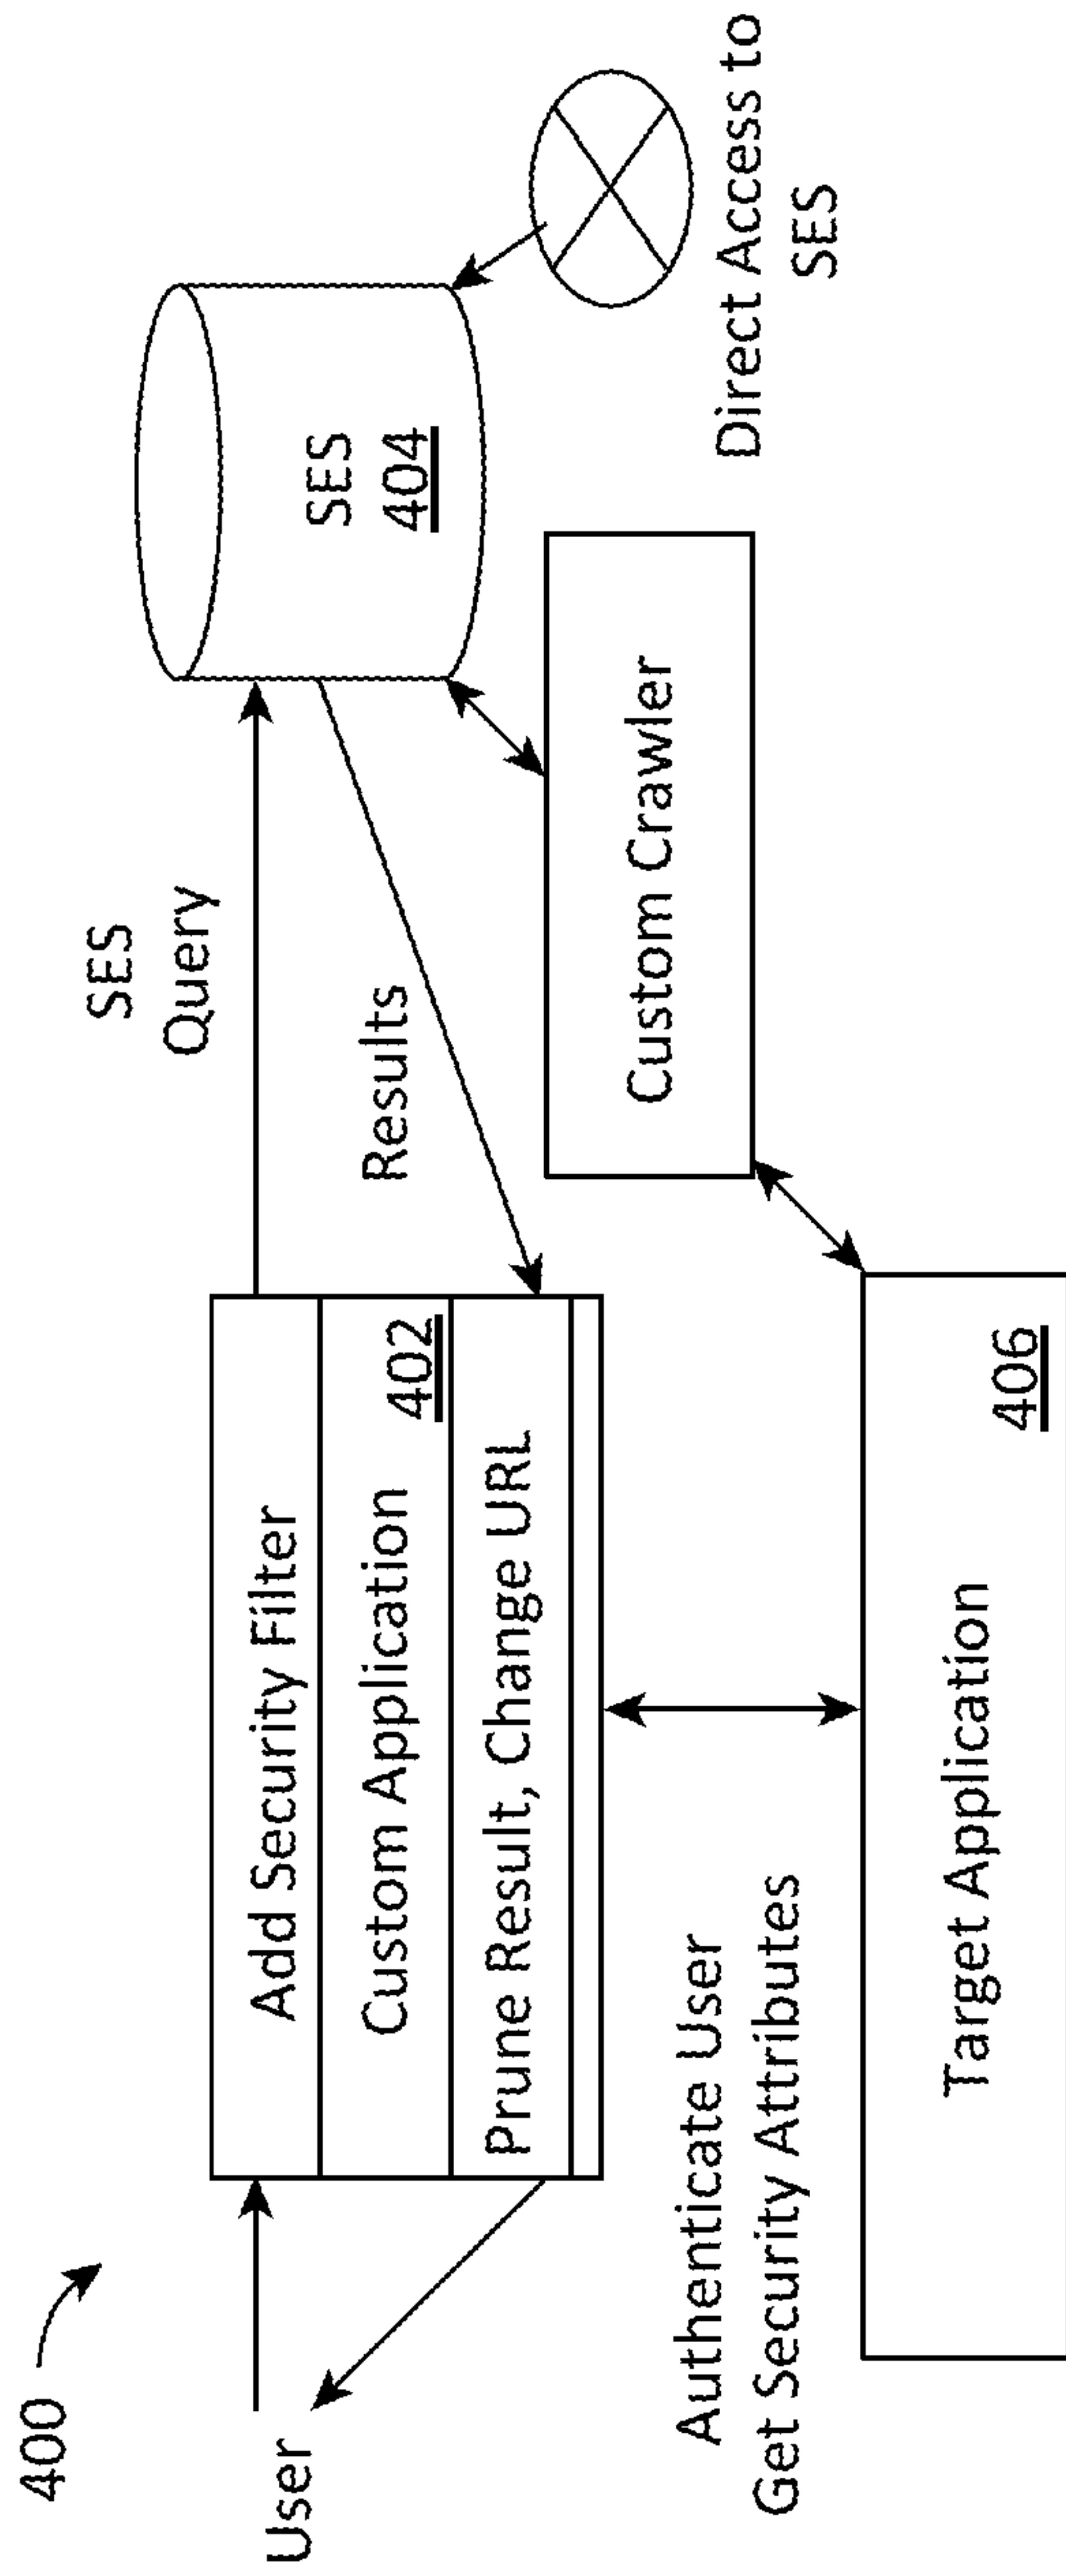 400
SES
Query
User
Add Security Filter
Custom Application
402
Prune Result, Change URL
Results
SES
404
Custom Crawler
Direct Access to
SES
Authenticate User
Get Security Attributes
Target Application
406